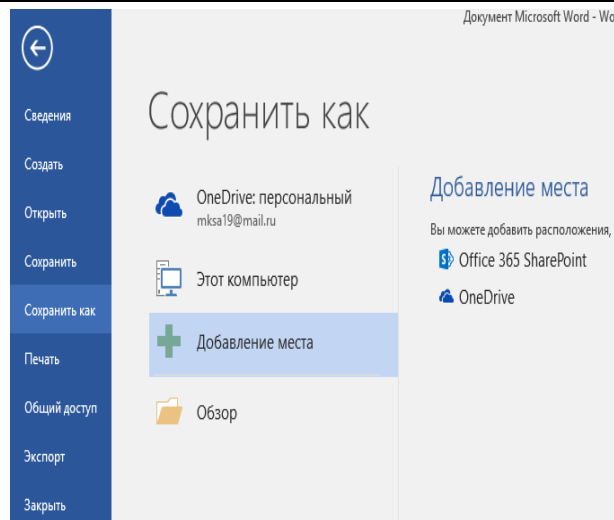 Документ Microsoft Word - Wo
Сведения
Создать
Открыть
Сохранить
Сохранить как
Печать
Общий доступ
Экспорт
Закрыть
Сохранить как
OneDrive: персональный
mksa19@mail.ru
Этот компьютер
Добавление места
Обзор
Добавление места
Вы можете добавить расположения,
Office 365 SharePoint
OneDrive